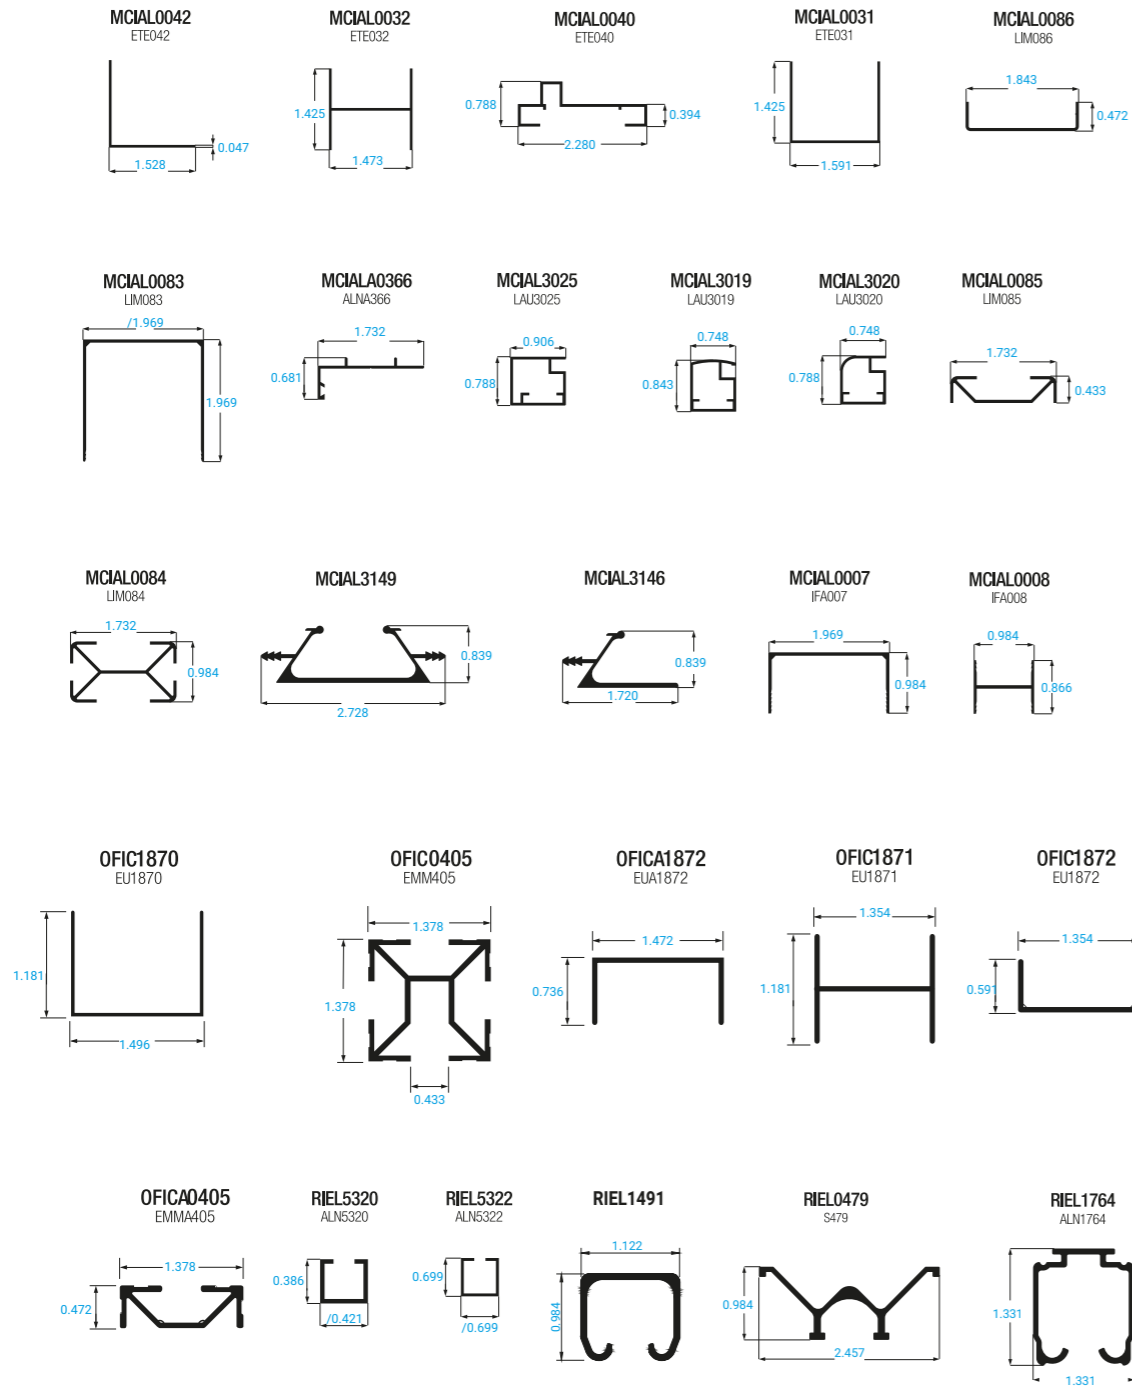 MCIAL0042 MCIAL0032 MCIAL0040 MCIAL0031 MCIAL0086
ETE042 ETE032 ETE040 ETE031 LIM086
1.528 0.047
1.425 1.473
0.788 0.394 2.280
1.425 1.591
1.843 0.472
MCIAL0083 MCIALA0366 MCIAL3025 MCIAL3019 MCIAL3020 MCIAL0085
LIM083 ALNA366 LAU3025 LAU3019 LAU3020 LIM085
/1.969 1.969
1.732 0.681
0.906 0.788
0.748 0.843
0.748 0.788
1.732 0.433
MCIAL0084 MCIAL3149 MCIAL3146 MCIAL0007 MCIAL0008
LIM084 IFA007 IFA008
1.732 0.984
0.839 2.728
0.839 1.720
1.969 0.984
0.984 0.866
OFIC1870 OFIC0405 OFICA1872 OFIC1871 OFIC1872
EU1870 EMM405 EUA1872 EU1871 EU1872
1.181 1.496
1.378 1.378 0.433
1.472 0.736
1.354 1.181
1.354 0.591
OFICA0405 RIEL5320 RIEL5322 RIEL1491 RIEL0479 RIEL1764
EMMA405 ALN5320 ALN5322 S479 ALN1764
1.378 0.472
0.386 /0.421
0.699 /0.699
1.122 0.984
0.984 2.457
1.331 1.331